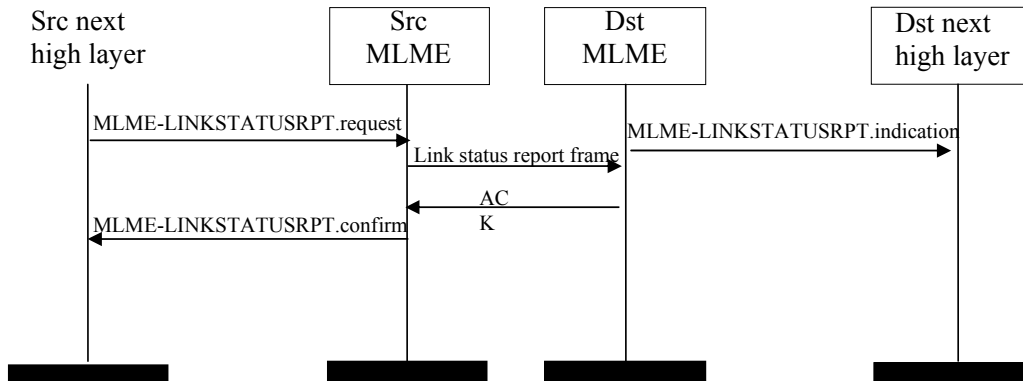 Src next
high layer
Src
MLME
Dst
MLME
Dst next
high layer
MLME-LINKSTATUSRPT.request
MLME-LINKSTATUSRPT.indication
Link status report frame
AC
K
MLME-LINKSTATUSRPT.confirm